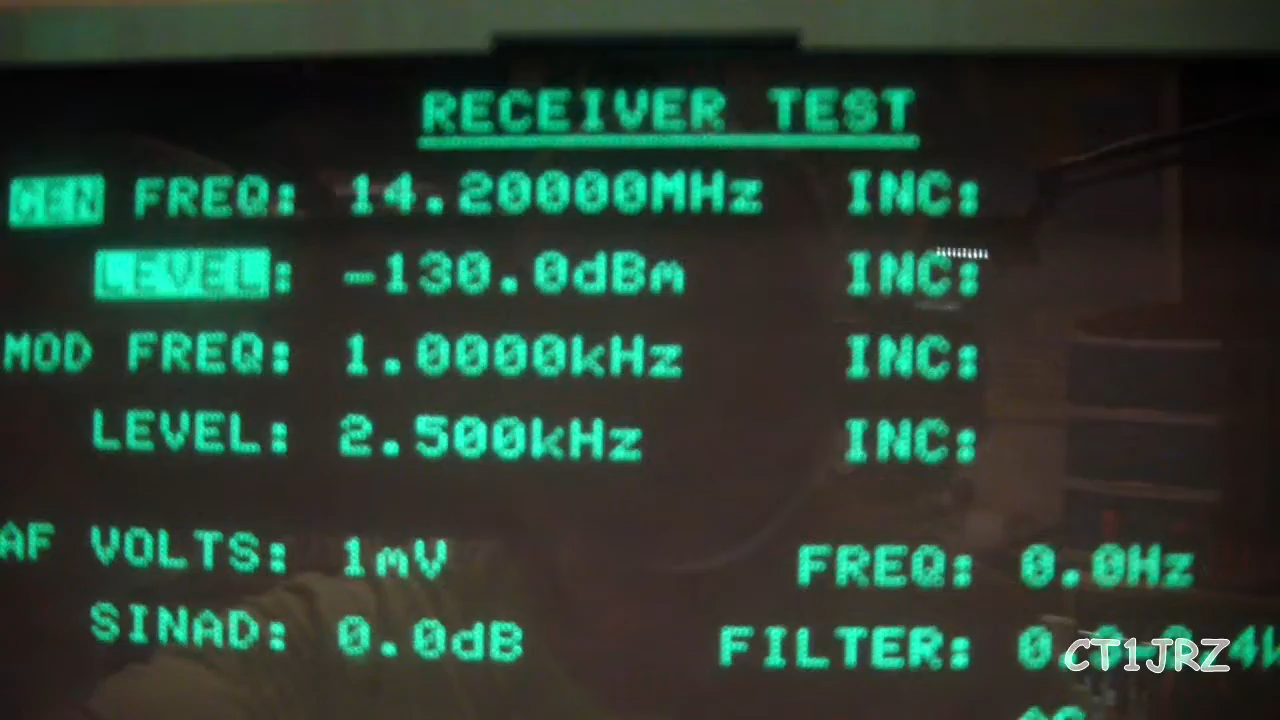 RECEIVER TEST
GEN FREQ: 14.20000MHz INC:
LEVEL: -130.0dBm INC:
MOD FREQ: 1.0000kHz INC:
LEVEL: 2.500kHz INC:
AF VOLTS: 1mV FREQ: 0.0Hz
SINAD: 0.0dB FILTER:
CT1JRZ